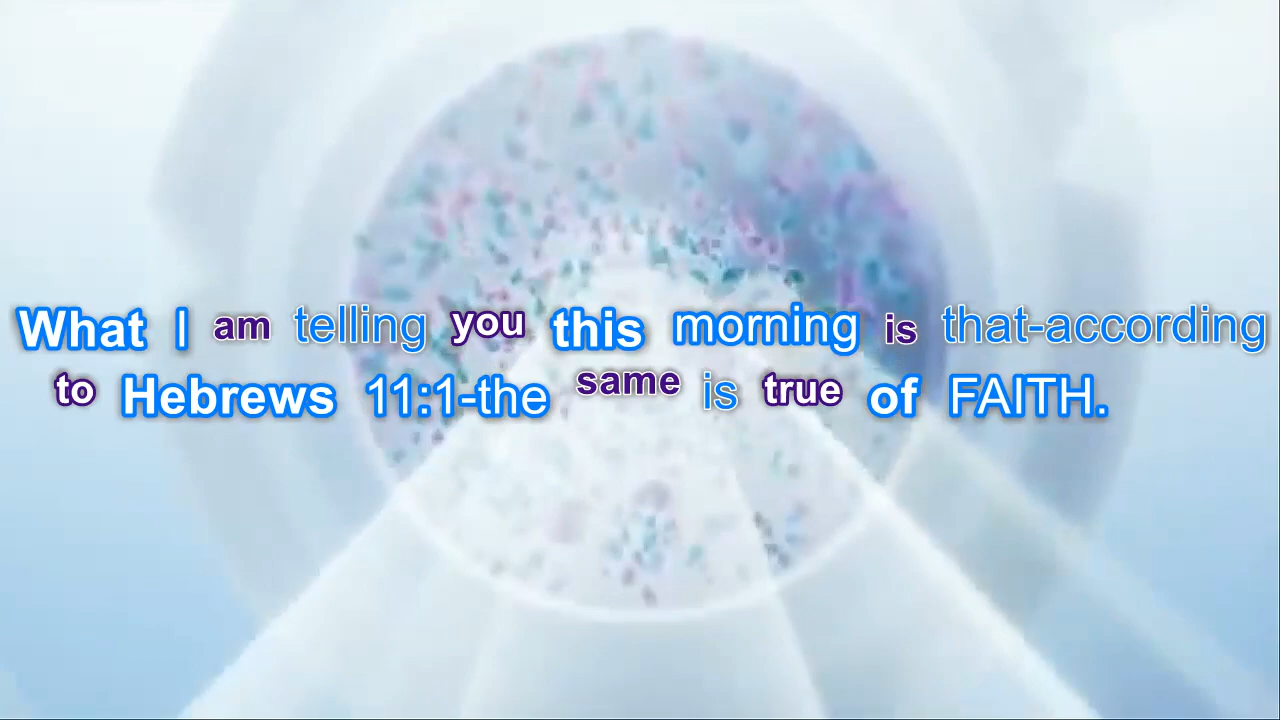 What I am telling you this morning is that-according
to Hebrews 11:1-the same is true of FAITH.